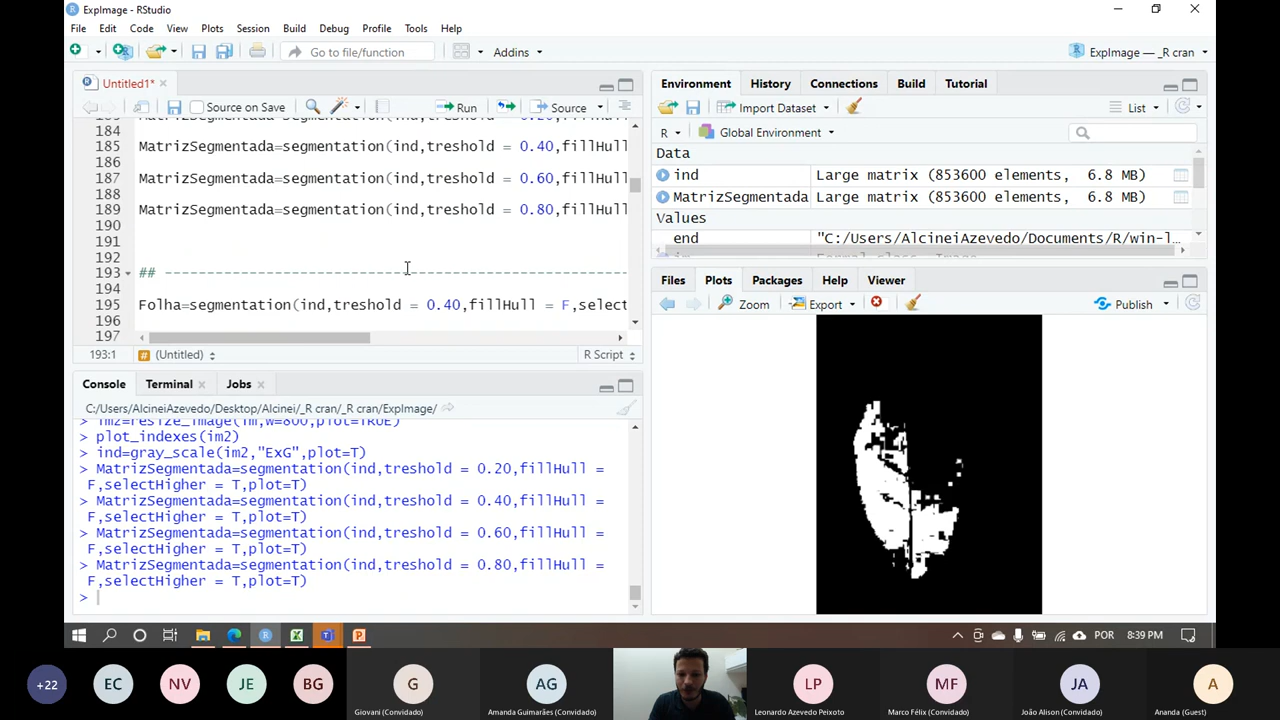 ExpImage - RStudio
File Edit Code View Plots Session Build Debug Profile Tools Help
Go to file/function Addins ExpImage — _R cran
Untitled1*
Source on Save Run Source
184
185 MatrizSegmentada=segmentation(ind,treshold = 0.40,fillHull
186
187 MatrizSegmentada=segmentation(ind,treshold = 0.60,fillHull
188
189 MatrizSegmentada=segmentation(ind,treshold = 0.80,fillHull
190
191
192
193 ## --------------------------------------------------------
194
195 Folha=segmentation(ind,treshold = 0.40,fillHull = F,select
196
197
193:1 # (Untitled) R Script
Console Terminal Jobs
C:/Users/AlcineiAzevedo/Desktop/Alcinei/_R cran/_R cran/ExpImage/
> im2=resize_image(im,w=800,plot=TRUE)
> plot_indexes(im2)
> ind=gray_scale(im2,"ExG",plot=T)
> MatrizSegmentada=segmentation(ind,treshold = 0.20,fillHull =
F,selectHigher = T,plot=T)
> MatrizSegmentada=segmentation(ind,treshold = 0.40,fillHull =
F,selectHigher = T,plot=T)
> MatrizSegmentada=segmentation(ind,treshold = 0.60,fillHull =
F,selectHigher = T,plot=T)
> MatrizSegmentada=segmentation(ind,treshold = 0.80,fillHull =
F,selectHigher = T,plot=T)
>
Environment History Connections Build Tutorial
Import Dataset List
R Global Environment
Data
ind Large matrix (853600 elements, 6.8 MB)
MatrizSegmentada Large matrix (853600 elements, 6.8 MB)
Values
end "C:/Users/AlcineiAzevedo/Documents/R/win-l…
Files Plots Packages Help Viewer
Zoom Export Publish
POR 8:39 PM
+22 EC NV JE BG G AG LP MF JA A
Giovani (Convidado) Amanda Guimarães (Convidado) Leonardo Azevedo Peixoto Marco Félix (Convidado) João Alison (Convidado) Ananda (Guest)